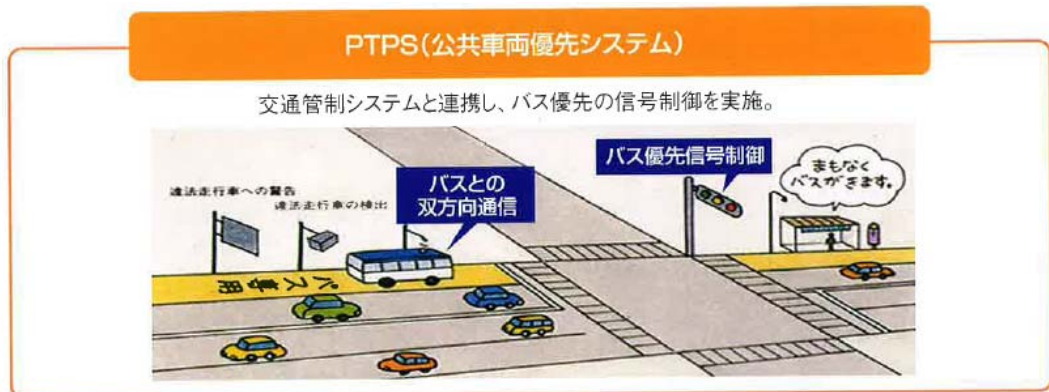 PTPS(公共車両優先システム)
交通管制システムと連携し、バス優先の信号制御を実施。
違法走行車への警告
違法走行車の検出
バスとの
双方向通信
バス優先信号制御
まもなく
バスがきます。
バス専用